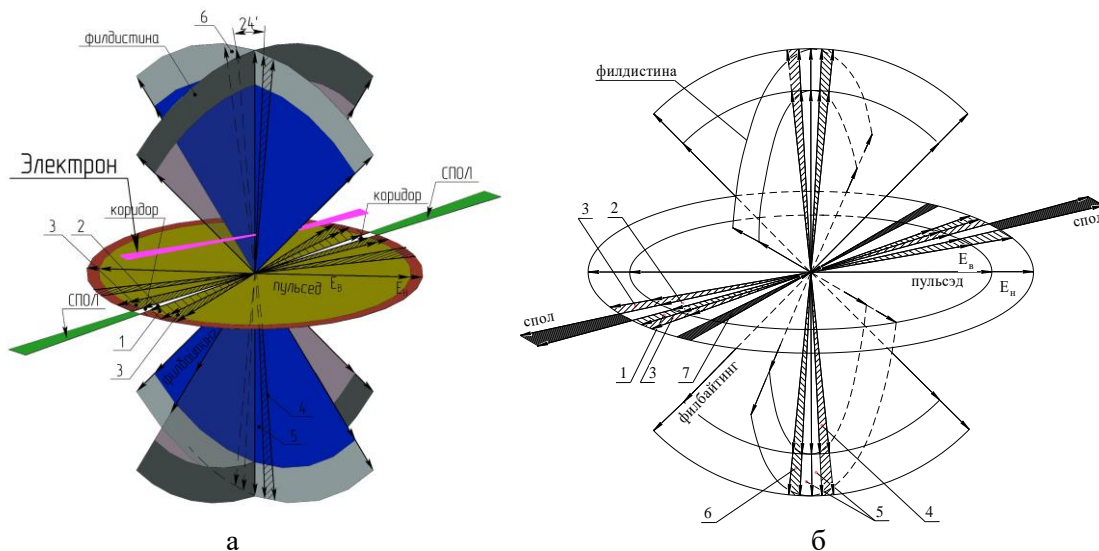 6
24′
филдистина
Электрон
СПОЛ
коридор
коридор
3
2
пульсед
Eв
СПОЛ
1
3
филбайтин
4
5
а
филдистина
3
2
спол
Eв
пульсэд
Eн
спол
1
3
7
филбайтинг
6
5
4
б